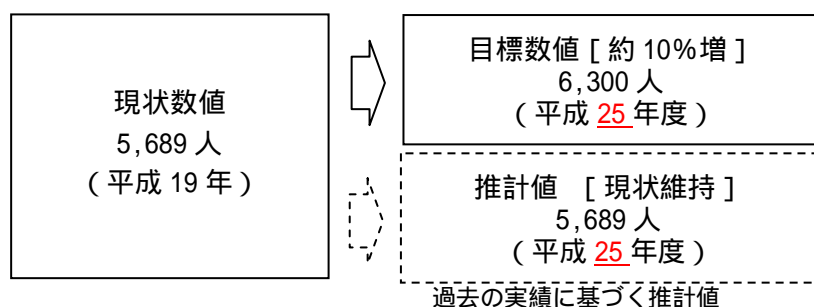 現状数値
5,689 人
( 平成 19 年 )
目標数値 [ 約 10%増 ]
6,300 人
( 平成 25 年度 )
推計値 [ 現状維持 ]
5,689 人
( 平成 25 年度 )
過去の実績に基づく推計値